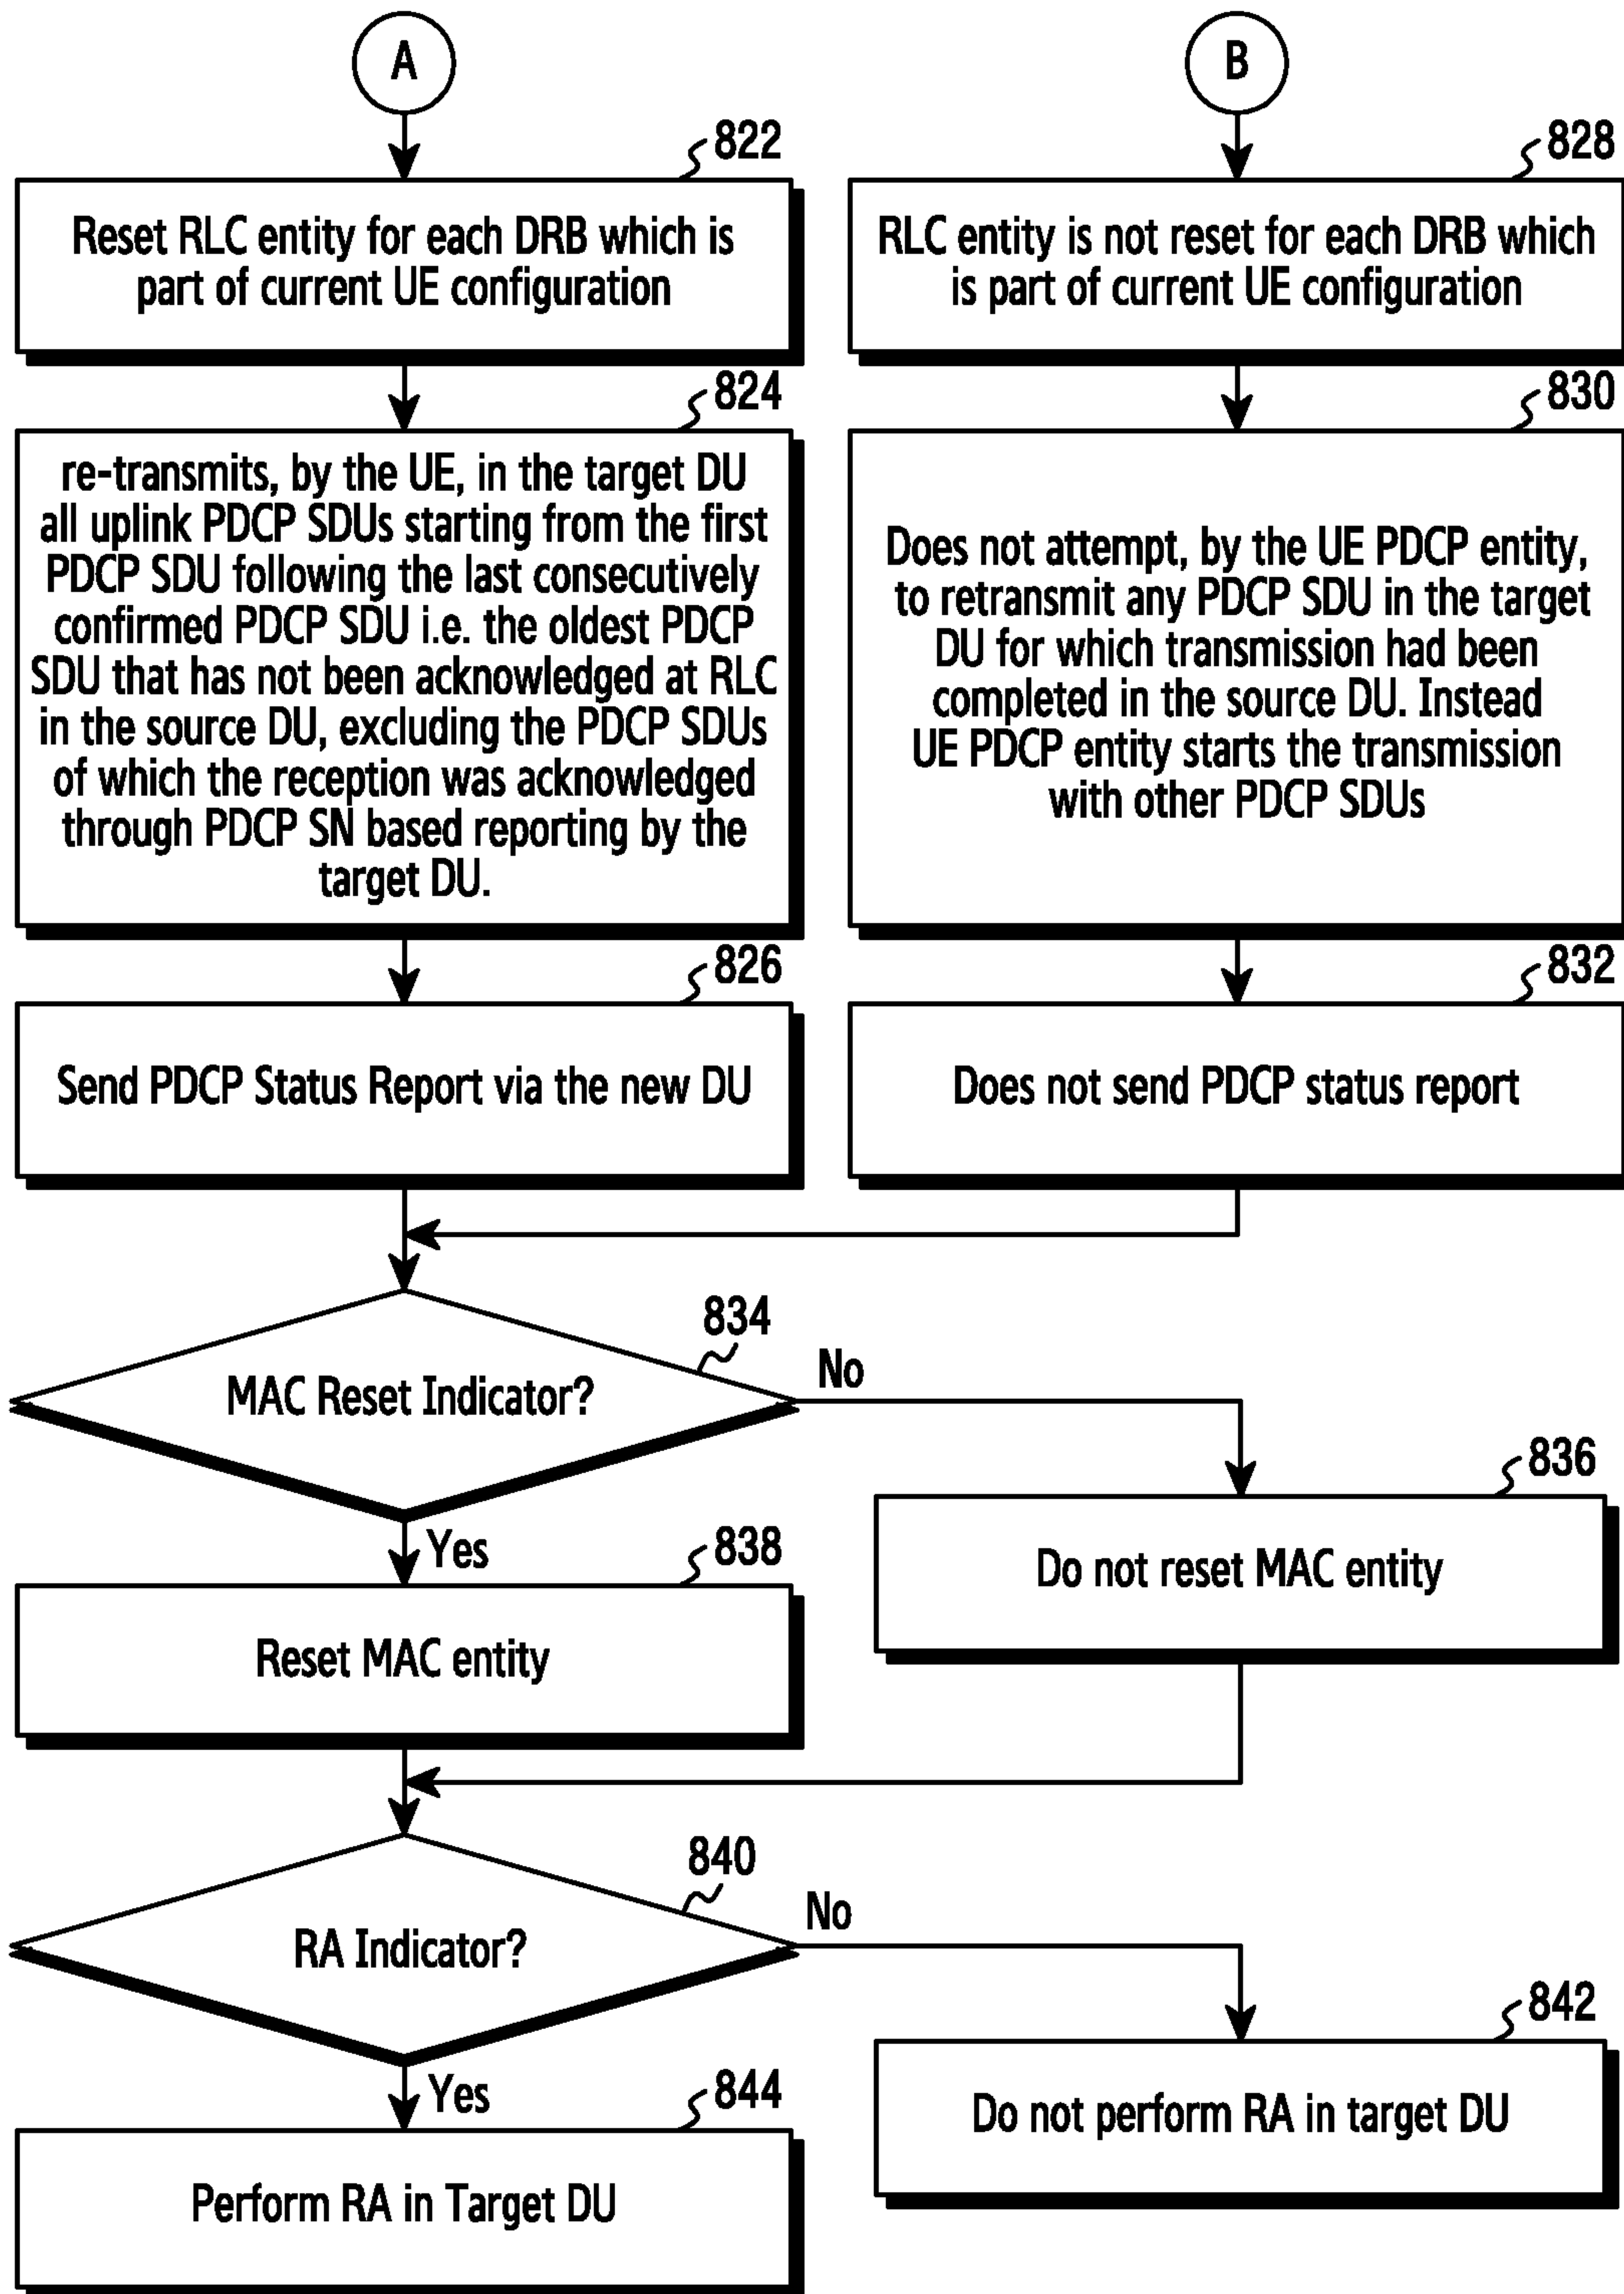 A
822
Reset RLC entity for each DRB which is
part of current UE configuration
824
re-transmits, by the UE, in the target DU
all uplink PDCP SDUs starting from the first
PDCP SDU following the last consecutively
confirmed PDCP SDU i.e. the oldest PDCP
SDU that has not been acknowledged at RLC
in the source DU, excluding the PDCP SDUs
of which the reception was acknowledged
through PDCP SN based reporting by the
target DU.
826
Send PDCP Status Report via the new DU
B
828
RLC entity is not reset for each DRB which
is part of current UE configuration
830
Does not attempt, by the UE PDCP entity,
to retransmit any PDCP SDU in the target
DU for which transmission had been
completed in the source DU. Instead
UE PDCP entity starts the transmission
with other PDCP SDUs
832
Does not send PDCP status report
834
MAC Reset Indicator?
No
836
Do not reset MAC entity
Yes
838
Reset MAC entity
840
RA Indicator?
No
842
Do not perform RA in target DU
Yes
844
Perform RA in Target DU